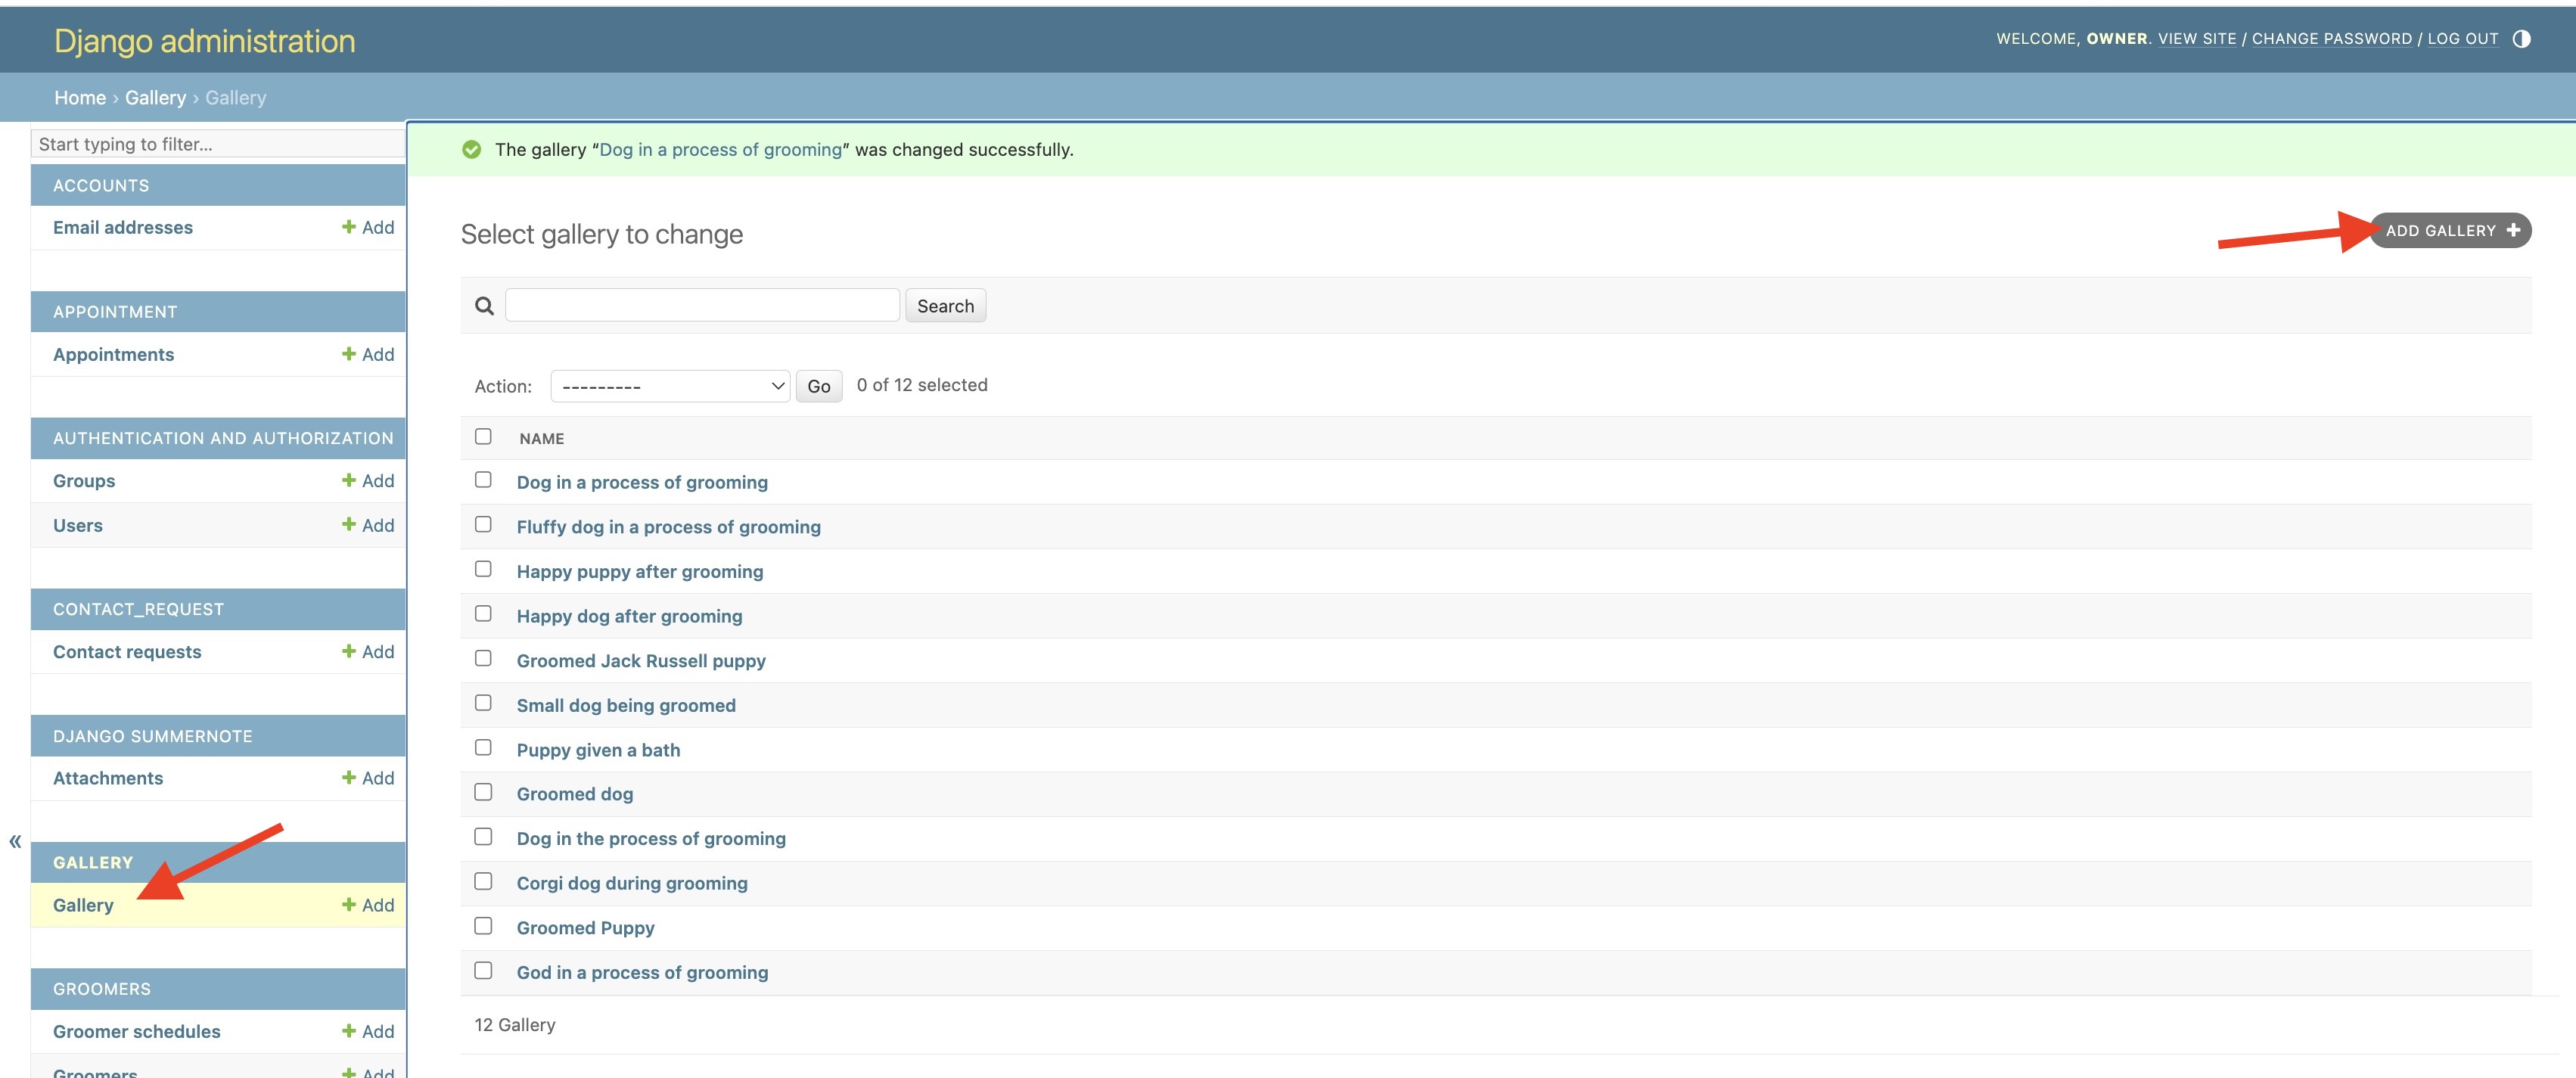 Django administration
WELCOME, OWNER. VIEW SITE / CHANGE PASSWORD / LOG OUT
Home › Gallery › Gallery
Start typing to filter...
ACCOUNTS
Email addresses + Add
APPOINTMENT
Appointments + Add
AUTHENTICATION AND AUTHORIZATION
Groups + Add
Users + Add
CONTACT_REQUEST
Contact requests + Add
DJANGO SUMMERNOTE
Attachments + Add
«
GALLERY
Gallery + Add
GROOMERS
Groomer schedules + Add
Groomers + Add
The gallery “Dog in a process of grooming” was changed successfully.
Select gallery to change
ADD GALLERY +
Search
Action: --------- Go 0 of 12 selected
NAME
Dog in a process of grooming
Fluffy dog in a process of grooming
Happy puppy after grooming
Happy dog after grooming
Groomed Jack Russell puppy
Small dog being groomed
Puppy given a bath
Groomed dog
Dog in the process of grooming
Corgi dog during grooming
Groomed Puppy
God in a process of grooming
12 Gallery